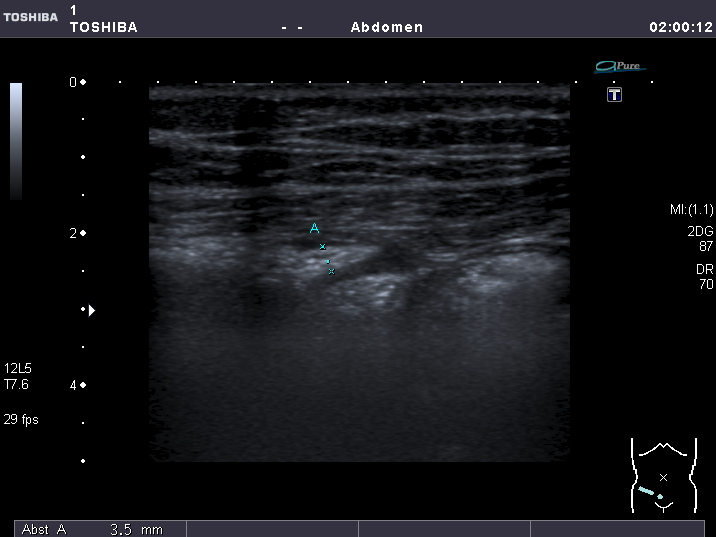 TOSHIBA
1
TOSHIBA
- -
Abdomen
02:00:12
aPure
T
0
A
2
4
MI:(1.1)
2DG
87
DR
70
12L5
T7.6
29 fps
Abst A 3.5 mm